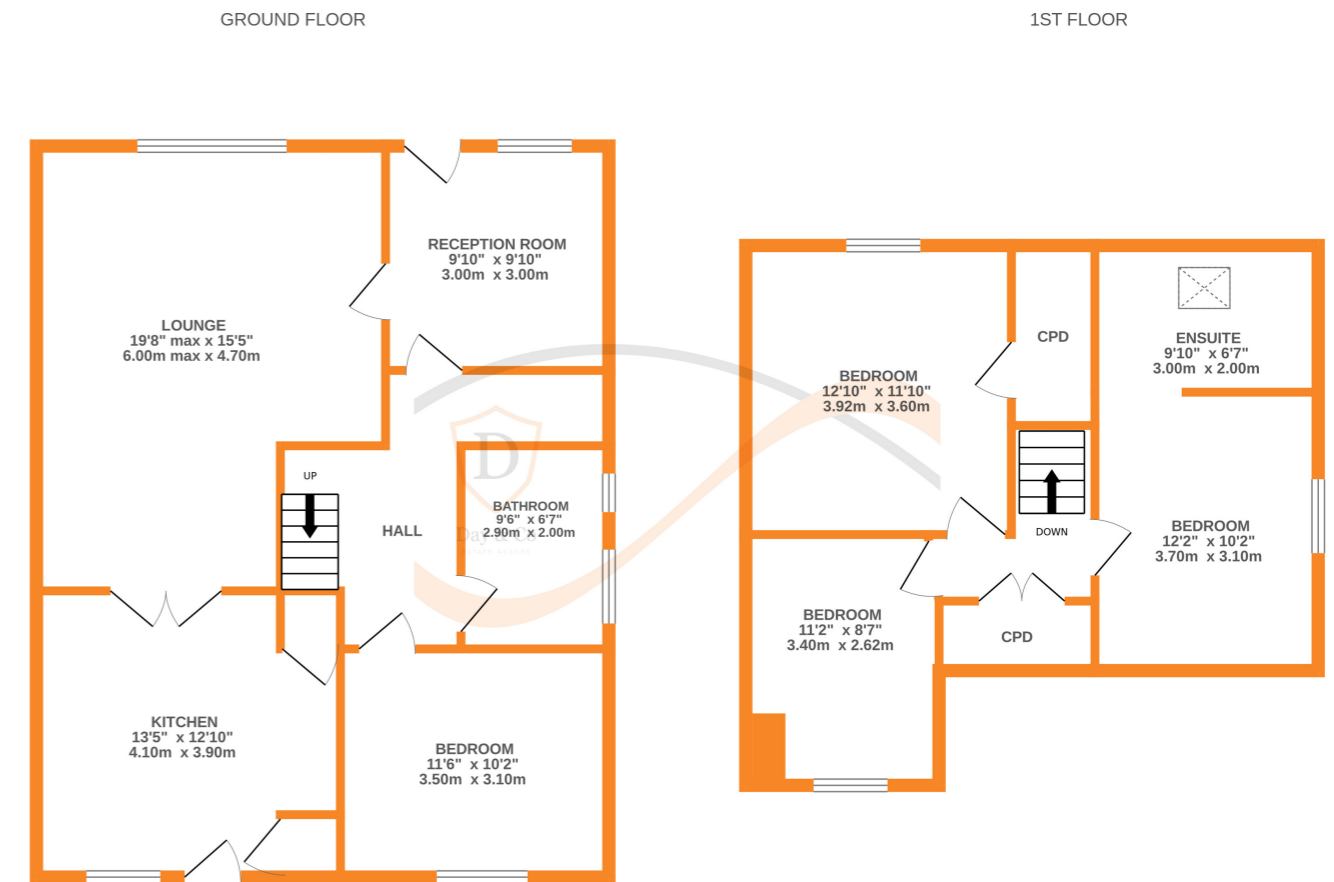 GROUND FLOOR
1ST FLOOR
RECEPTION ROOM
9'10" x 9'10"
3.00m x 3.00m
LOUNGE
19'8" max x 15'5"
6.00m max x 4.70m
UP
HALL
BATHROOM
9'6" x 6'7"
2.90m x 2.00m
D
Day & Co
KITCHEN
13'5" x 12'10"
4.10m x 3.90m
BEDROOM
11'6" x 10'2"
3.50m x 3.10m
CPD
ENSUITE
9'10" x 6'7"
3.00m x 2.00m
BEDROOM
12'10" x 11'10"
3.92m x 3.60m
DOWN
BEDROOM
12'2" x 10'2"
3.70m x 3.10m
BEDROOM
11'2" x 8'7"
3.40m x 2.62m
CPD